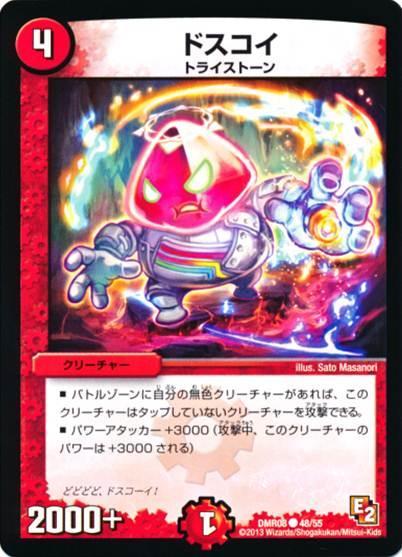 4
ドスコイ
トライストーン
クリーチャー
illus. Sato Masanori
■ バトルゾーンに自分の無色クリーチャーがあれば、この
クリーチャーはタップしていないクリーチャーを攻撃できる。
■ パワーアタッカー +3000 (攻撃中、このクリーチャーの
パワーは +3000 される)
どどどど、ドスコーイ!
2000+
1
DMR08 ● 48/55
©2013 Wizards/Shogakukan/Mitsui-Kids
E2